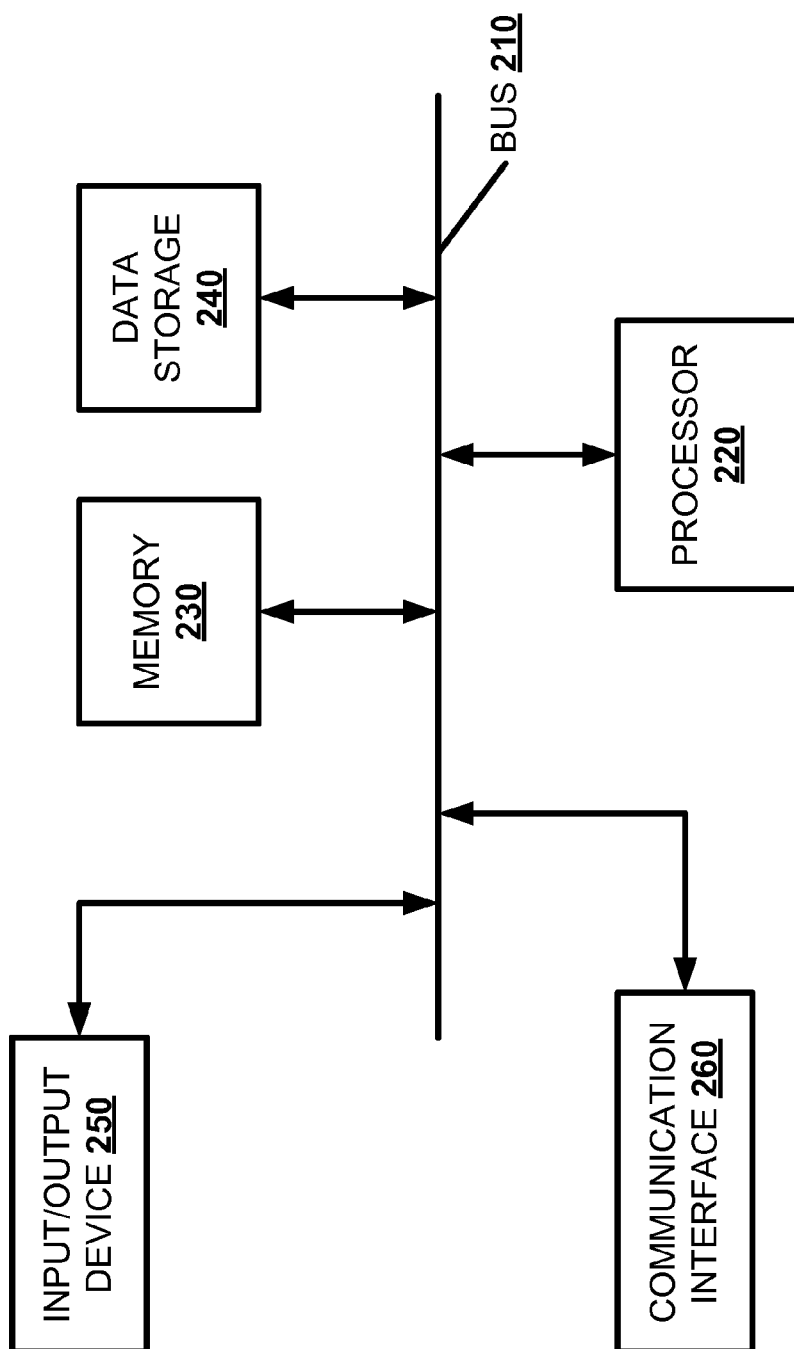 INPUT/OUTPUT
DEVICE 250
MEMORY
230
DATA
STORAGE
240
BUS 210
COMMUNICATION
INTERFACE 260
PROCESSOR
220